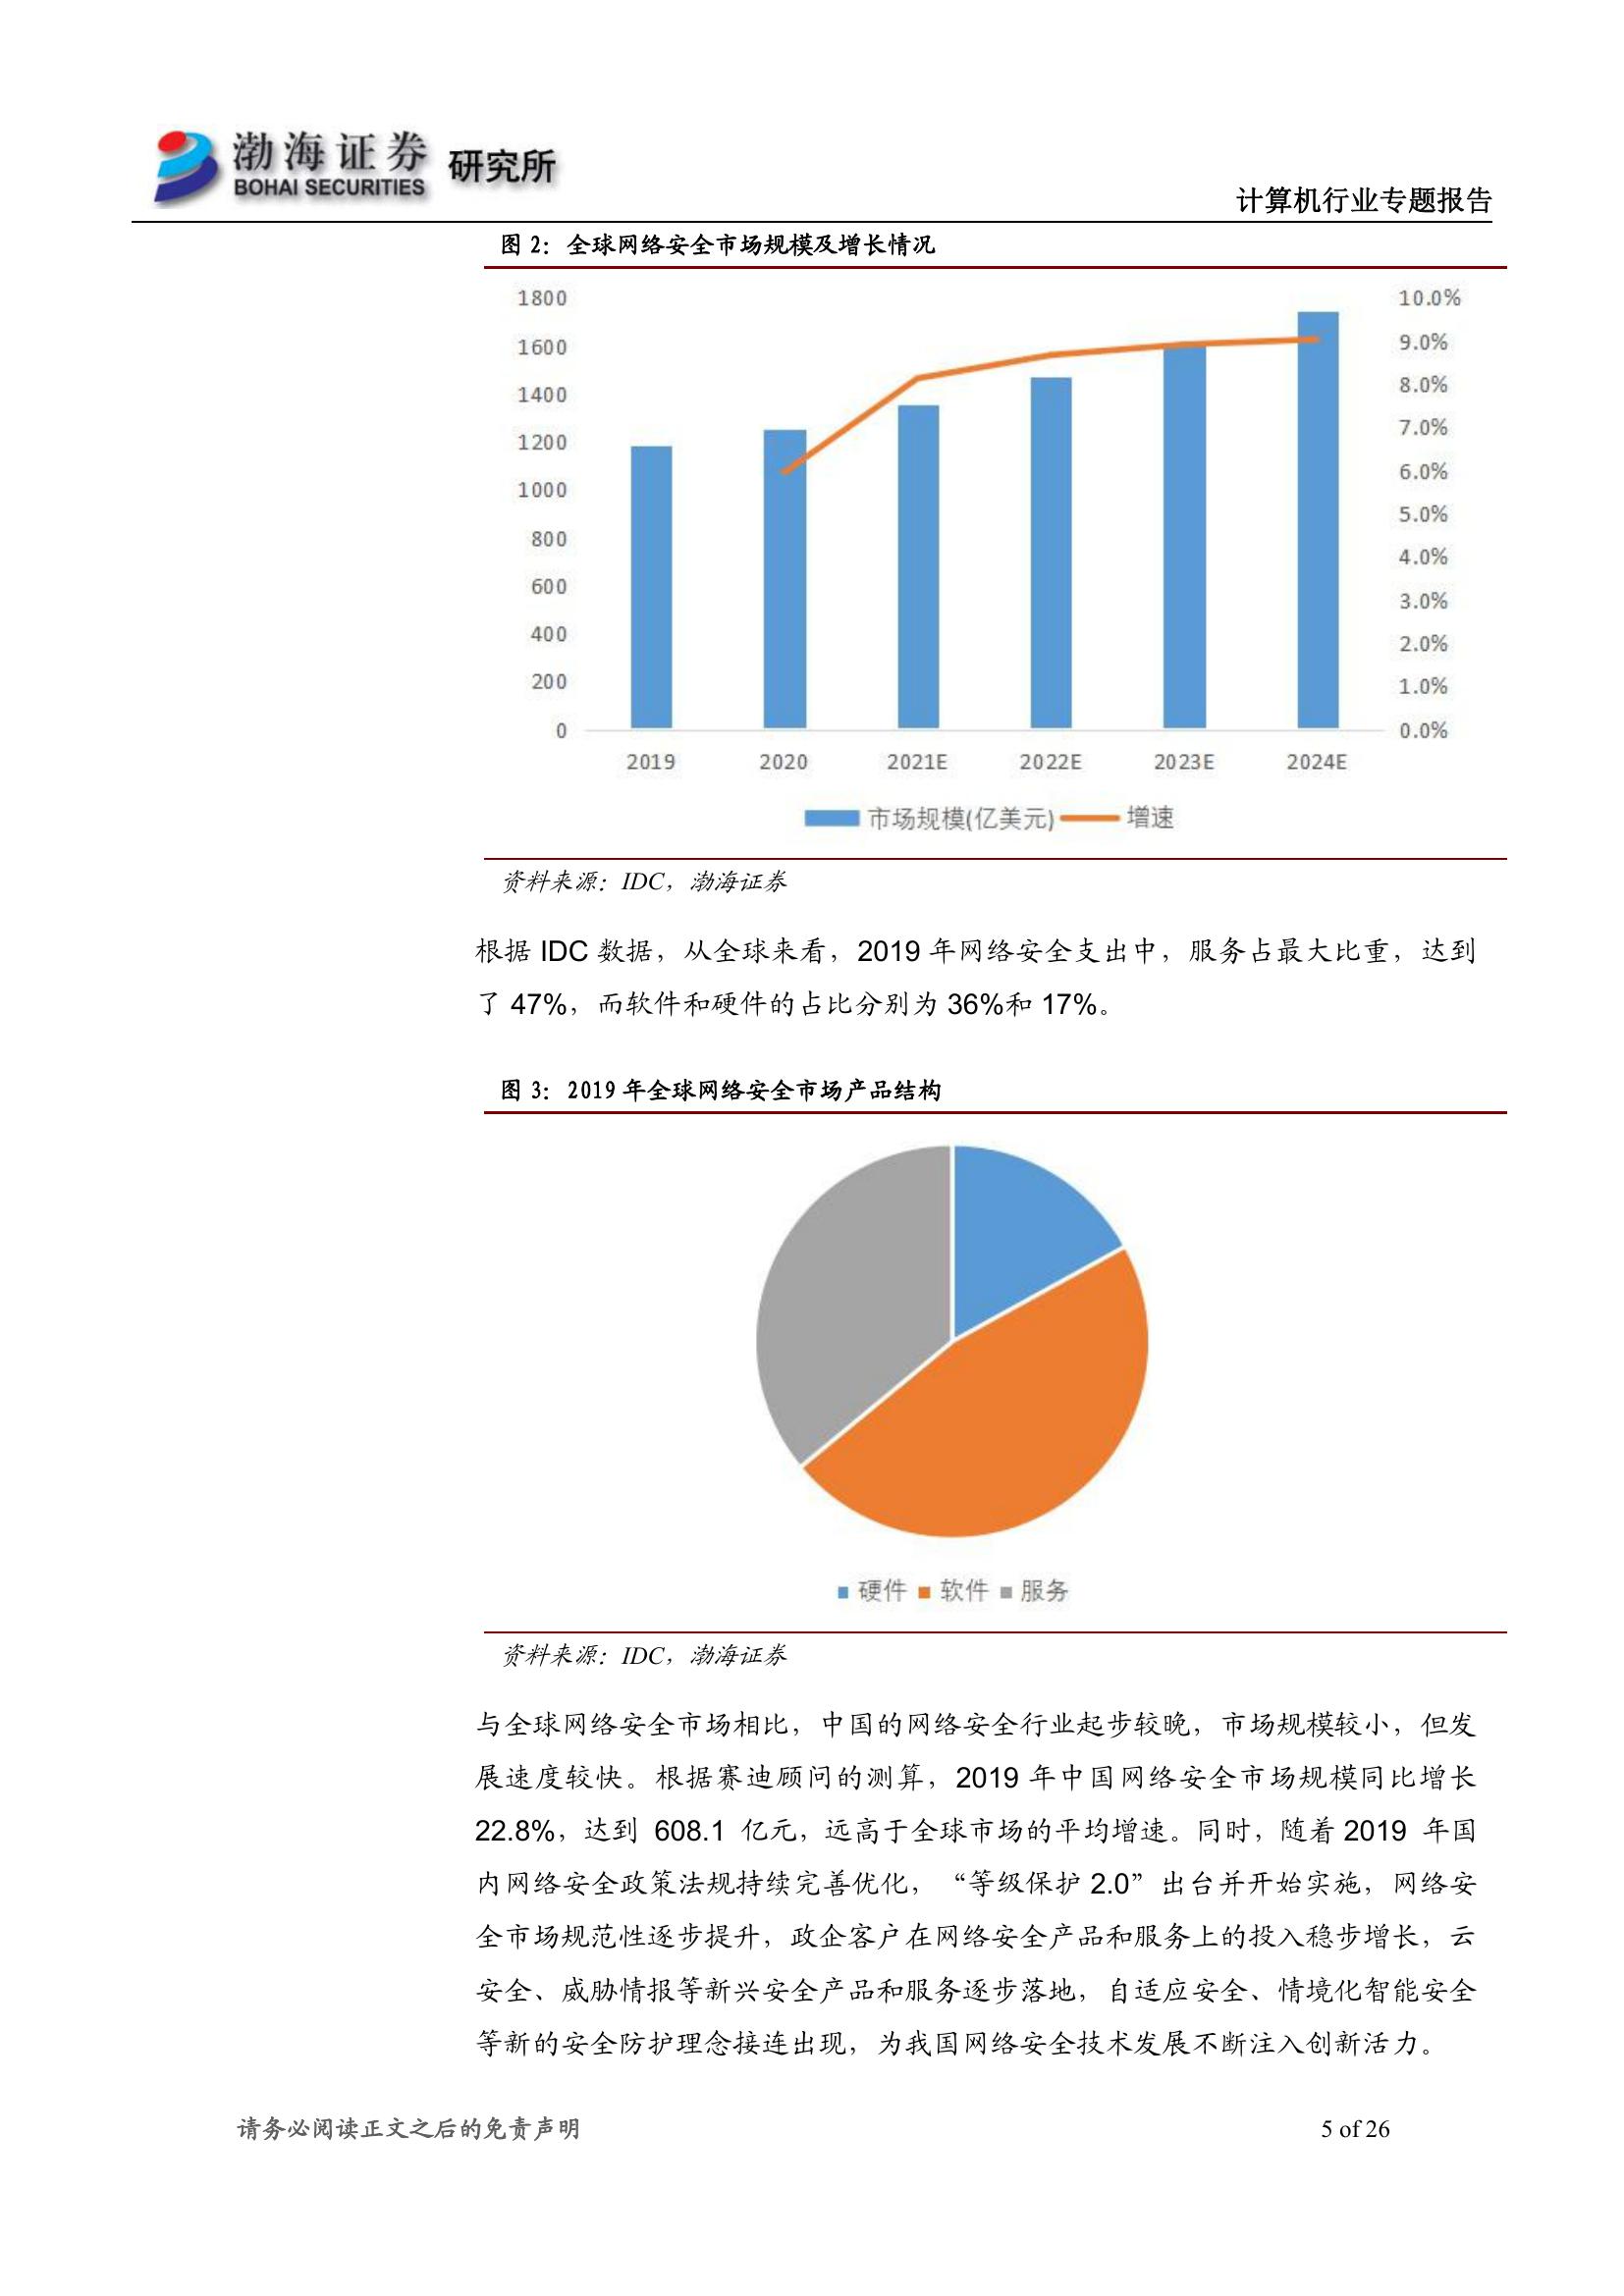 渤海证券 研究所
BOHAI SECURITIES
计算机行业专题报告
图 2：全球网络安全市场规模及增长情况
1800 10.0%
1600 9.0%
1400 8.0%
1200 7.0%
1000 6.0%
800 5.0%
600 4.0%
400 3.0%
200 2.0%
0 1.0%
0.0%
2019 2020 2021E 2022E 2023E 2024E
市场规模(亿美元) 增速
资料来源：IDC，渤海证券
根据 IDC 数据，从全球来看，2019 年网络安全支出中，服务占最大比重，达到
了 47%，而软件和硬件的占比分别为 36%和 17%。
图 3：2019 年全球网络安全市场产品结构
硬件 软件 服务
资料来源：IDC，渤海证券
与全球网络安全市场相比，中国的网络安全行业起步较晚，市场规模较小，但发
展速度较快。根据赛迪顾问的测算，2019 年中国网络安全市场规模同比增长
22.8%，达到 608.1 亿元，远高于全球市场的平均增速。同时，随着 2019 年国
内网络安全政策法规持续完善优化，“等级保护 2.0”出台并开始实施，网络安
全市场规范性逐步提升，政企客户在网络安全产品和服务上的投入稳步增长，云
安全、威胁情报等新兴安全产品和服务逐步落地，自适应安全、情境化智能安全
等新的安全防护理念接连出现，为我国网络安全技术发展不断注入创新活力。
请务必阅读正文之后的免责声明 5 of 26